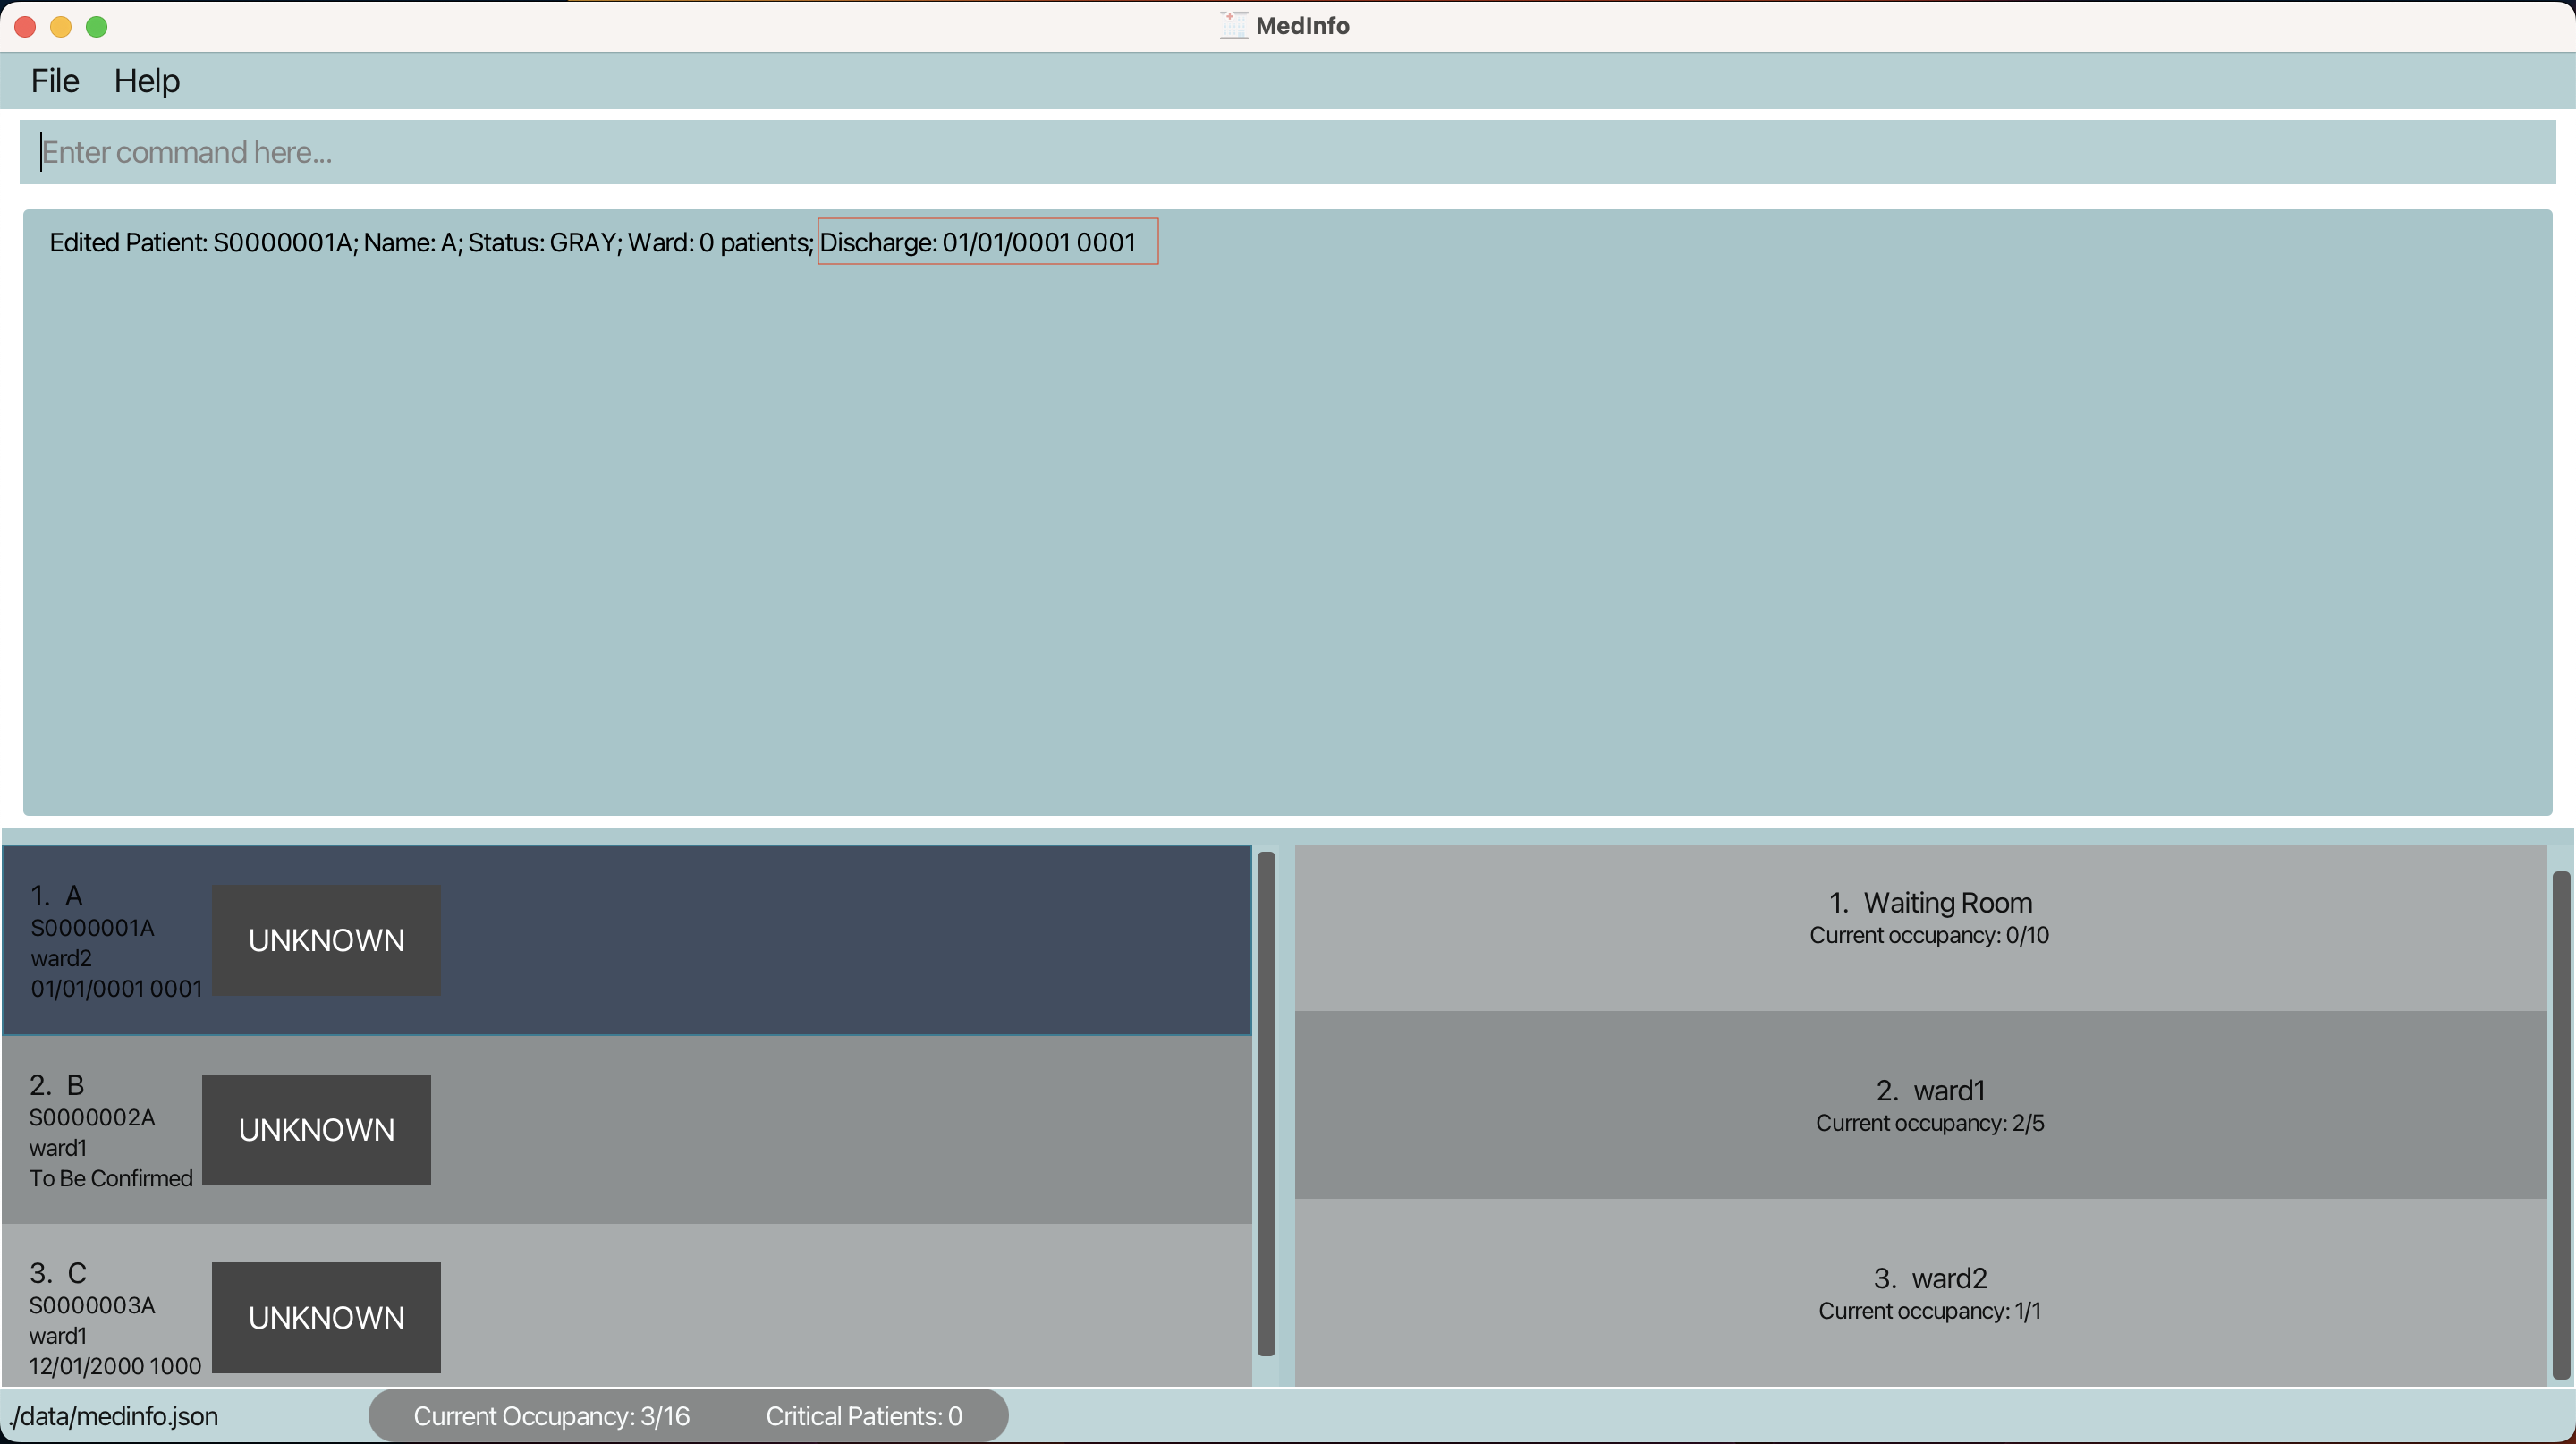 MedInfo
File Help
Enter command here...
Edited Patient: S0000001A; Name: A; Status: GRAY; Ward: 0 patients; Discharge: 01/01/0001 0001
1. A
S0000001A
ward2
01/01/0001 0001
UNKNOWN
2. B
S0000002A
ward1
To Be Confirmed
UNKNOWN
3. C
S0000003A
ward1
12/01/2000 1000
UNKNOWN
1. Waiting Room
Current occupancy: 0/10
2. ward1
Current occupancy: 2/5
3. ward2
Current occupancy: 1/1
./data/medinfo.json
Current Occupancy: 3/16 Critical Patients: 0